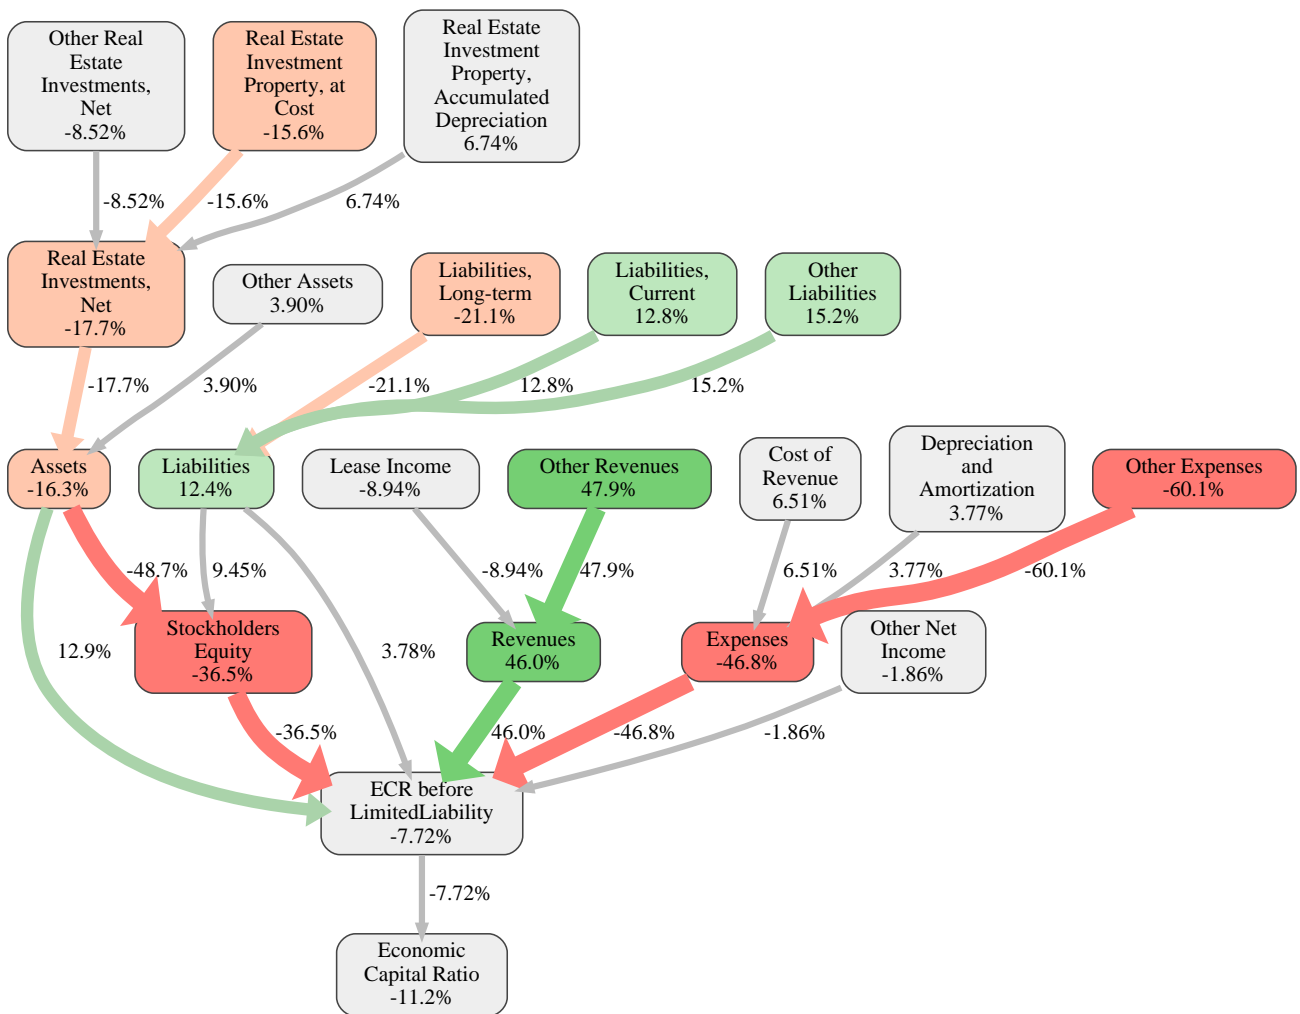 Other Real
Estate
Investments,
Net
-8.52%
Real Estate
Investment
Property, at
Cost
-15.6%
Real Estate
Investment
Property,
Accumulated
Depreciation
6.74%
-8.52%
-15.6%
6.74%
Real Estate
Investments,
Net
-17.7%
Other Assets
3.90%
Liabilities,
Long-term
-21.1%
Liabilities,
Current
12.8%
Other
Liabilities
15.2%
-17.7%
3.90%
-21.1%
12.8%
15.2%
Assets
-16.3%
Liabilities
12.4%
Lease Income
-8.94%
Other Revenues
47.9%
Cost of
Revenue
6.51%
Depreciation
and
Amortization
3.77%
Other Expenses
-60.1%
-48.7%
9.45%
-8.94%
47.9%
6.51%
3.77%
-60.1%
12.9%
Stockholders
Equity
-36.5%
3.78%
Revenues
46.0%
Expenses
-46.8%
Other Net
Income
-1.86%
-36.5%
46.0%
-46.8%
-1.86%
ECR before
LimitedLiability
-7.72%
-7.72%
Economic
Capital Ratio
-11.2%